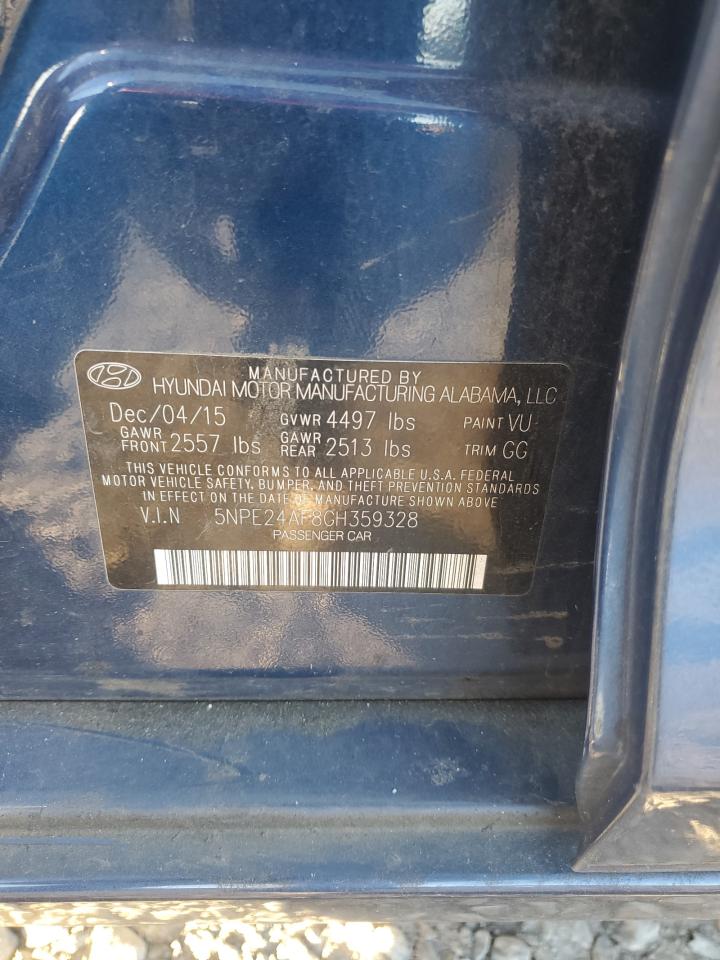 MANUFACTURED BY
HYUNDAI MOTOR MANUFACTURING ALABAMA, LLC
Dec/04/15 GVWR 4497 lbs PAINT VU
GAWR FRONT 2557 lbs GAWR REAR 2513 lbs TRIM GG
THIS VEHICLE CONFORMS TO ALL APPLICABLE U.S.A. FEDERAL
MOTOR VEHICLE SAFETY, BUMPER, AND THEFT PREVENTION STANDARDS
IN EFFECT ON THE DATE OF MANUFACTURE SHOWN ABOVE
V.I.N 5NPE24AF8GH359328
PASSENGER CAR